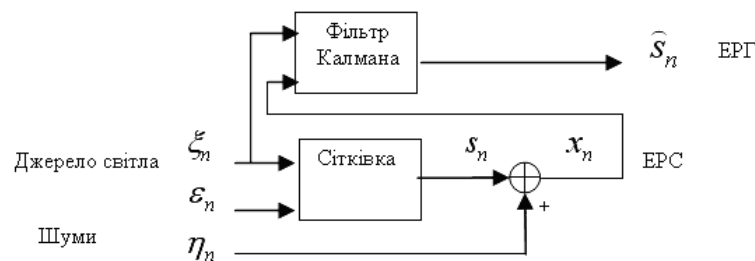 Фільтр
Калмана
ŝₙ ЕРГ
Джерело світла ξₙ
Сітківка
sₙ
xₙ
ЕРС
εₙ
+
Шуми
ηₙ